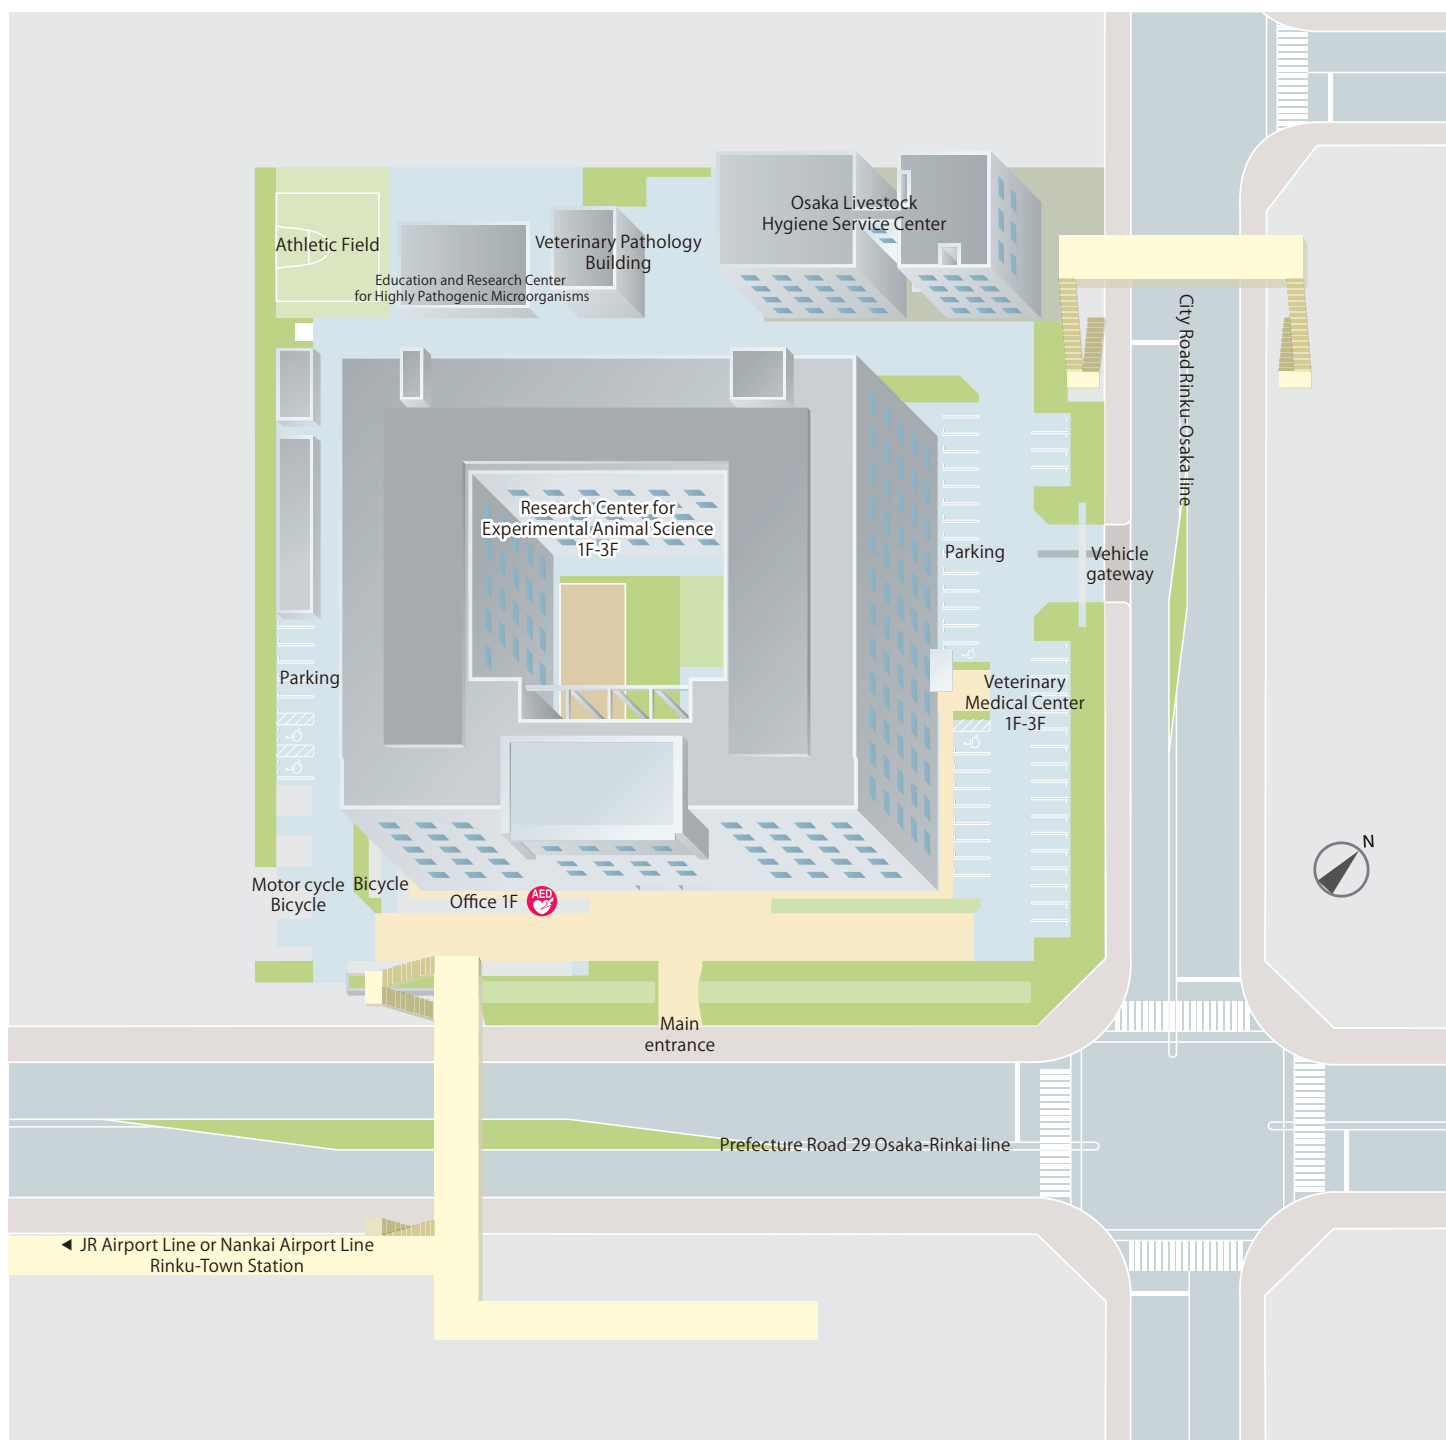 Osaka Livestock
Hygiene Service Center
Athletic Field
Veterinary Pathology
Building
Education and Research Center
for Highly Pathogenic Microorganisms
City Road Rinku-Osaka line
Research Center for
Experimental Animal Science
1F-3F
Parking
Vehicle
gateway
Parking
Veterinary
Medical Center
1F-3F
N
Motor cycle
Bicycle
Bicycle
Office 1F
AED
Main
entrance
Prefecture Road 29 Osaka-Rinkai line
◀ JR Airport Line or Nankai Airport Line
Rinku-Town Station